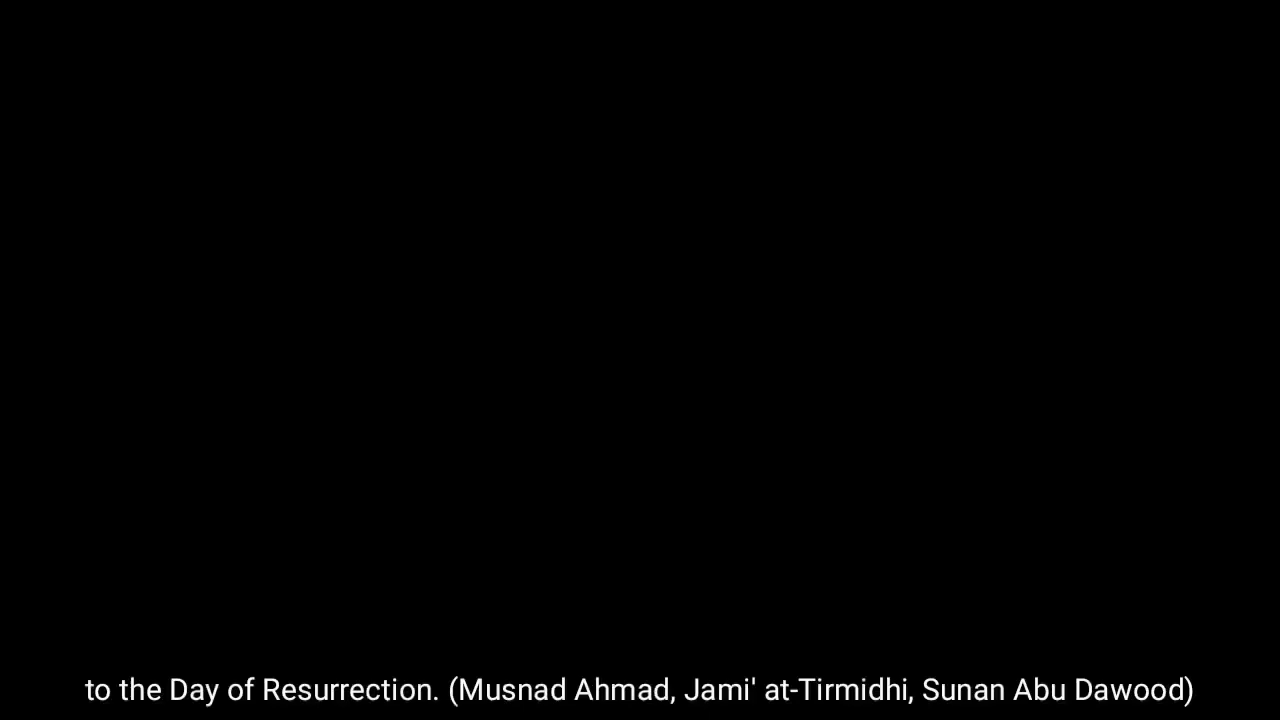 to the Day of Resurrection. (Musnad Ahmad, Jami' at-Tirmidhi, Sunan Abu Dawood)